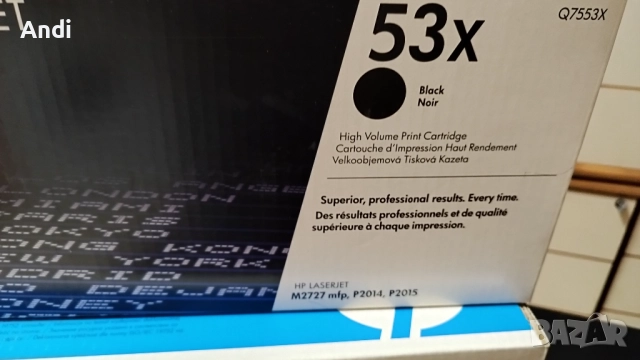 ET
Andi
53X
Q7553X
Black
Noir
High Volume Print Cartridge
Cartouche d'Impression Haut Rendement
Velkoobjemová Tisková Kazeta
Superior, professional results. Every time.
Des résultats professionnels et de qualité
supérieure à chaque impression.
HP LASERJET
M2727 mfp, P2014, P2015
BAZAR